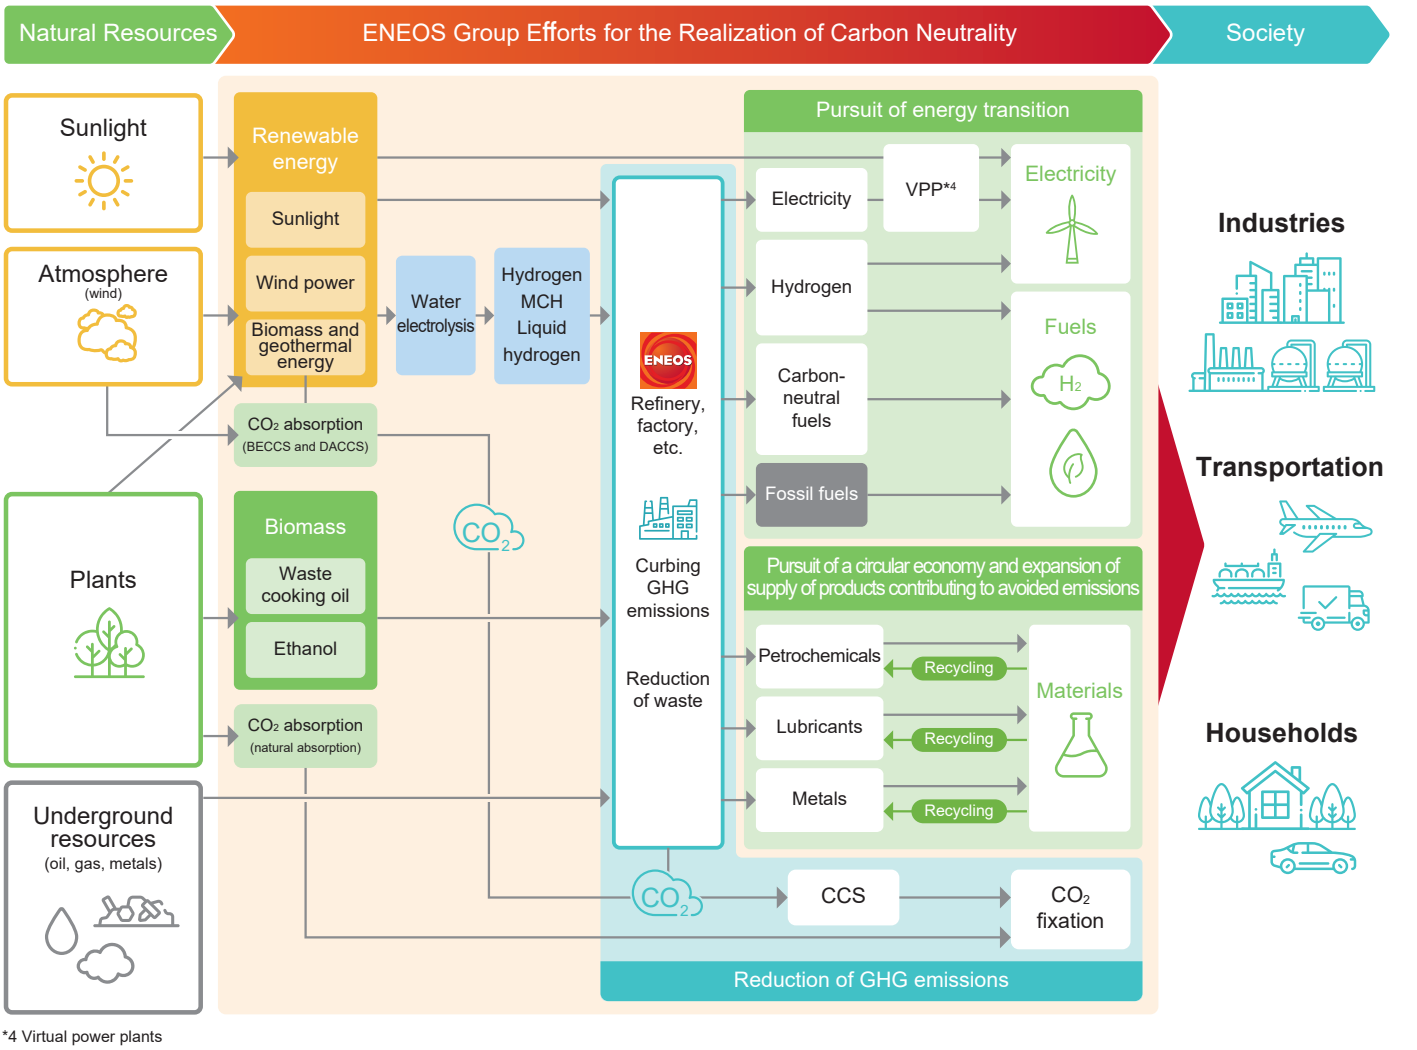 Natural Resources
ENEOS Group Efforts for the Realization of Carbon Neutrality
Society
Sunlight
Atmosphere
(wind)
Plants
Underground
resources
(oil, gas, metals)
Renewable
energy
Sunlight
Wind power
Biomass and
geothermal
energy
CO₂ absorption
(BECCS and DACCS)
Biomass
Waste
cooking oil
Ethanol
CO₂ absorption
(natural absorption)
Water
electrolysis
Hydrogen
MCH
Liquid
hydrogen
CO₂
ENEOS
Refinery,
factory,
etc.
Curbing
GHG
emissions
Reduction
of waste
CO₂
Pursuit of energy transition
Electricity
VPP*4
Electricity
Hydrogen
Carbon-
neutral
fuels
Fossil fuels
Fuels
H₂
Pursuit of a circular economy and expansion of
supply of products contributing to avoided emissions
Petrochemicals
Recycling
Lubricants
Recycling
Metals
Recycling
Materials
CCS
CO₂
fixation
Reduction of GHG emissions
Industries
Transportation
Households
*4 Virtual power plants